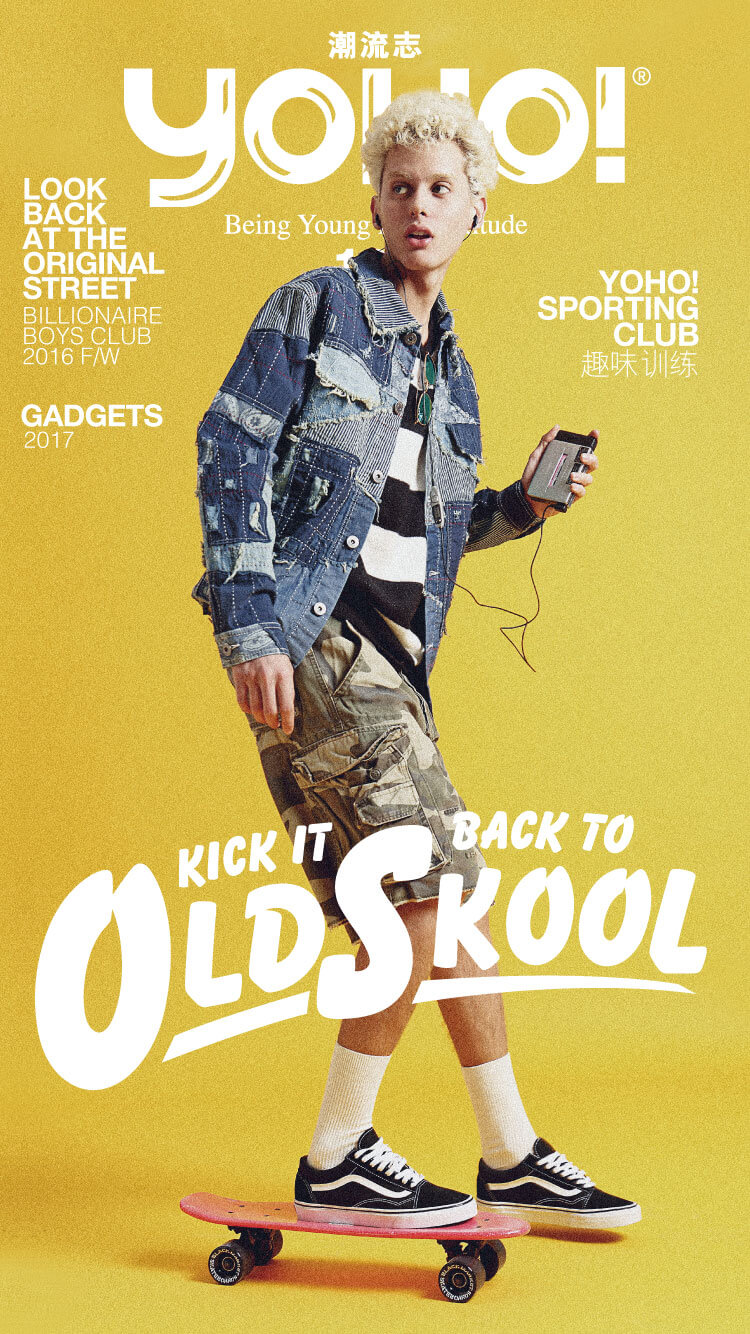 潮流志
YOHO!®
Being Young
LOOK
BACK
AT THE
ORIGINAL
STREET
BILLIONAIRE
BOYS CLUB
2016 F/W
GADGETS
2017
YOHO!
SPORTING
CLUB
趣味训练
KICK IT BACK TO
OLDSKOOL